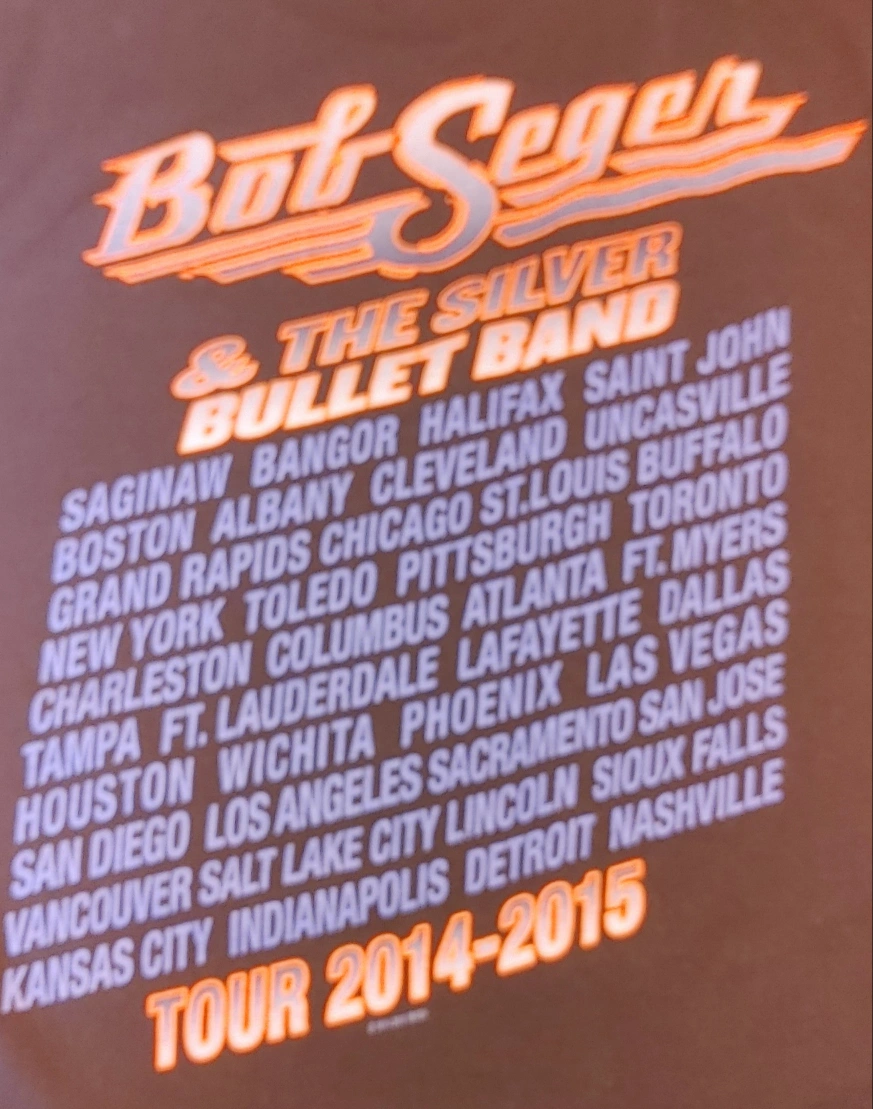 Bob Seger
& THE SILVER
BULLET BAND
SAGINAW BANGOR HALIFAX SAINT JOHN
BOSTON ALBANY CLEVELAND UNCASVILLE
GRAND RAPIDS CHICAGO ST.LOUIS BUFFALO
NEW YORK TOLEDO PITTSBURGH TORONTO
CHARLESTON COLUMBUS ATLANTA FT. MYERS
TAMPA FT. LAUDERDALE LAFAYETTE DALLAS
HOUSTON WICHITA PHOENIX LAS VEGAS
SAN DIEGO LOS ANGELES SACRAMENTO SAN JOSE
VANCOUVER SALT LAKE CITY LINCOLN SIOUX FALLS
KANSAS CITY INDIANAPOLIS DETROIT NASHVILLE
TOUR 2014-2015